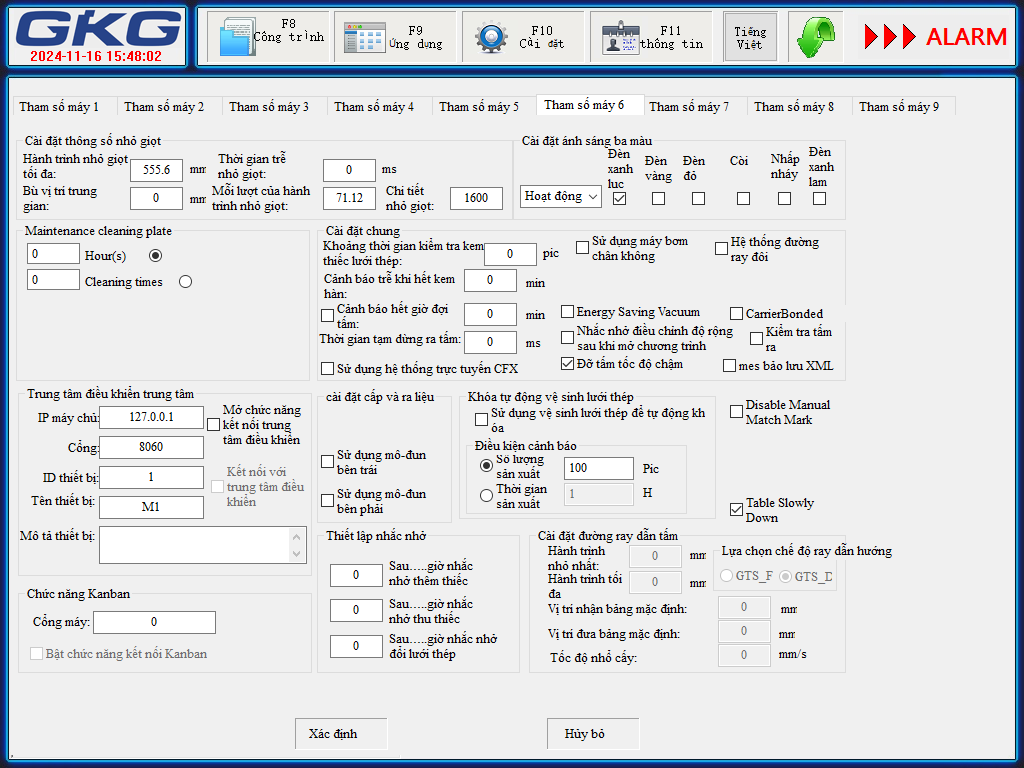 GKG
2024-11-16 15:48:02
F8
Công trình
F9
Ứng dụng
F10
Cài đặt
F11
thông tin
Tiếng
Việt
ALARM
Tham số máy 1
Tham số máy 2
Tham số máy 3
Tham số máy 4
Tham số máy 5
Tham số máy 6
Tham số máy 7
Tham số máy 8
Tham số máy 9
Cài đặt thông số nhỏ giọt
Hành trình nhỏ giọt
tối đa:
555.6
mm
Thời gian trễ
nhỏ giọt:
0
ms
Bù vị trí trung
gian:
0
mm
Mỗi lượt của hành
trình nhỏ giọt:
71.12
Chi tiết
nhỏ giọt:
1600
Cài đặt ánh sáng ba màu
Hoạt động
Đèn
xanh
luc
Đèn
vàng
Đèn
đỏ
Còi
Nhấp
nháy
Đèn
xanh
lam
Maintenance cleaning plate
0
Hour(s)
0
Cleaning times
Cài đặt chung
Khoảng thời gian kiểm tra kem
thiếc lưới thép:
0
pic
Sử dụng máy bơm
chân không
Hệ thống đường
ray đôi
Cảnh báo trễ khi hết kem
hàn:
0
min
Cảnh báo hết giờ đợi
tấm:
0
min
Energy Saving Vacuum
CarrierBonded
Thời gian tạm dừng ra tấm:
0
ms
Nhắc nhở điều chỉnh độ rộng
sau khi mở chương trình
Kiểm tra tấm
ra
Sử dụng hệ thống trực tuyến CFX
Đỡ tấm tốc độ chậm
mes bảo lưu XML
Trung tâm điều khiển trung tâm
IP máy chủ:
127.0.0.1
Mở chức năng
kết nối trung
tâm điều khiển
Cổng:
8060
ID thiết bị:
1
Kết nối với
trung tâm điều
khiển
Tên thiết bị:
M1
Mô tả thiết bị:
cài đặt cấp và ra liệu
Sử dụng mô-đun
bên trái
Sử dụng mô-đun
bên phải
Khóa tự động vệ sinh lưới thép
Sử dụng vệ sinh lưới thép để tự động kh
óa
Điều kiện cảnh báo
Số lượng
sản xuất
100
Pic
Thời gian
sản xuất
1
H
Disable Manual
Match Mark
Table Slowly
Down
Chức năng Kanban
Cổng máy:
0
Bật chức năng kết nối Kanban
Thiết lập nhắc nhở
0
Sau.....giờ nhắc
nhở thêm thiếc
0
Sau.....giờ nhắc
nhở thu thiếc
0
Sau.....giờ nhắc nhở
đổi lưới thép
Cài đặt đường ray dẫn tấm
Hành trình
nhỏ nhất:
0
mm
Hành trình tối
đa
0
mm
Lựa chọn chế độ ray dẫn hướng
GTS_F
GTS_D
Vị trí nhận bảng mặc định:
0
mm
Vị trí đưa bảng mặc định:
0
mm
Tốc độ nhổ cấy:
0
mm/s
Xác định
Hủy bỏ